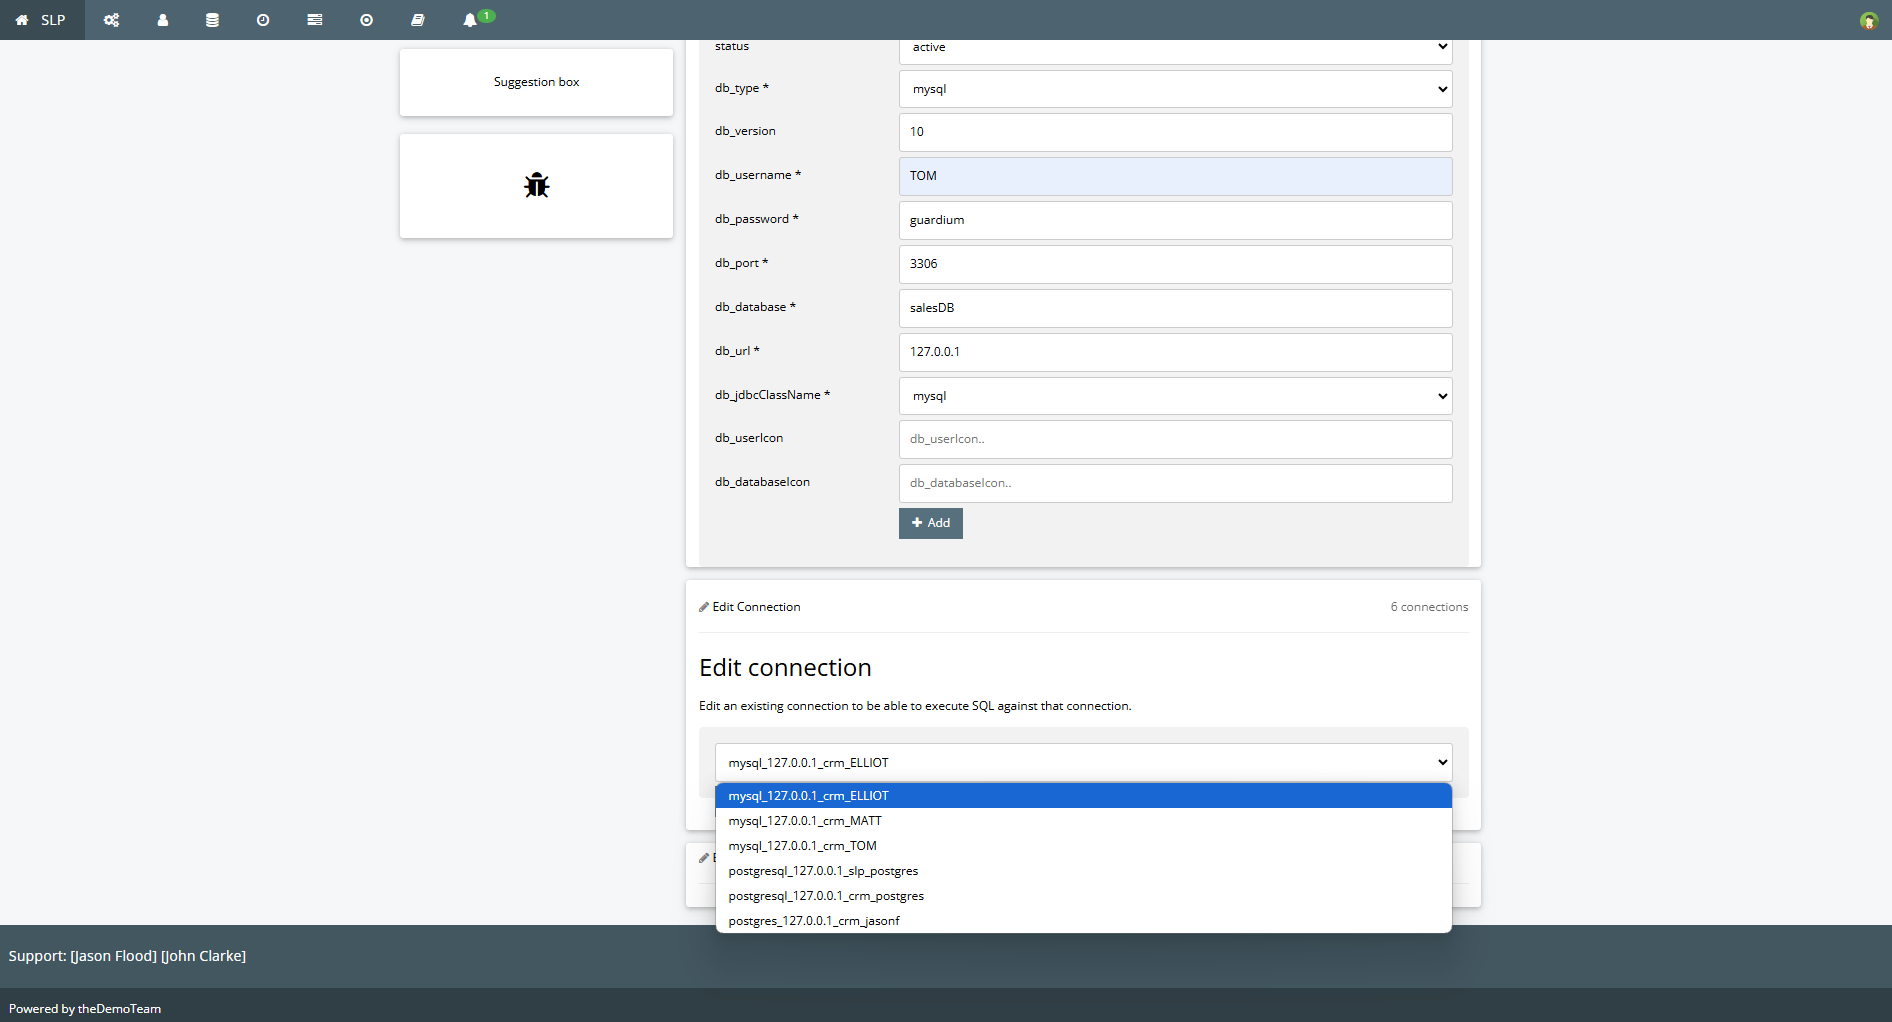 SLP
1
status
active
Suggestion box
db_type *
mysql
db_version
10
db_username *
TOM
db_password *
guardium
db_port *
3306
db_database *
salesDB
db_url *
127.0.0.1
db_jdbcClassName *
mysql
db_userIcon
db_userIcon..
db_databaseIcon
db_databaseIcon..
Add
Edit Connection
6 connections
Edit connection
Edit an existing connection to be able to execute SQL against that connection.
mysql_127.0.0.1_crm_ELLIOT
mysql_127.0.0.1_crm_ELLIOT
mysql_127.0.0.1_crm_MATT
mysql_127.0.0.1_crm_TOM
postgresql_127.0.0.1_slp_postgres
postgresql_127.0.0.1_crm_postgres
postgres_127.0.0.1_crm_jasonf
Support: [Jason Flood] [John Clarke]
Powered by theDemoTeam